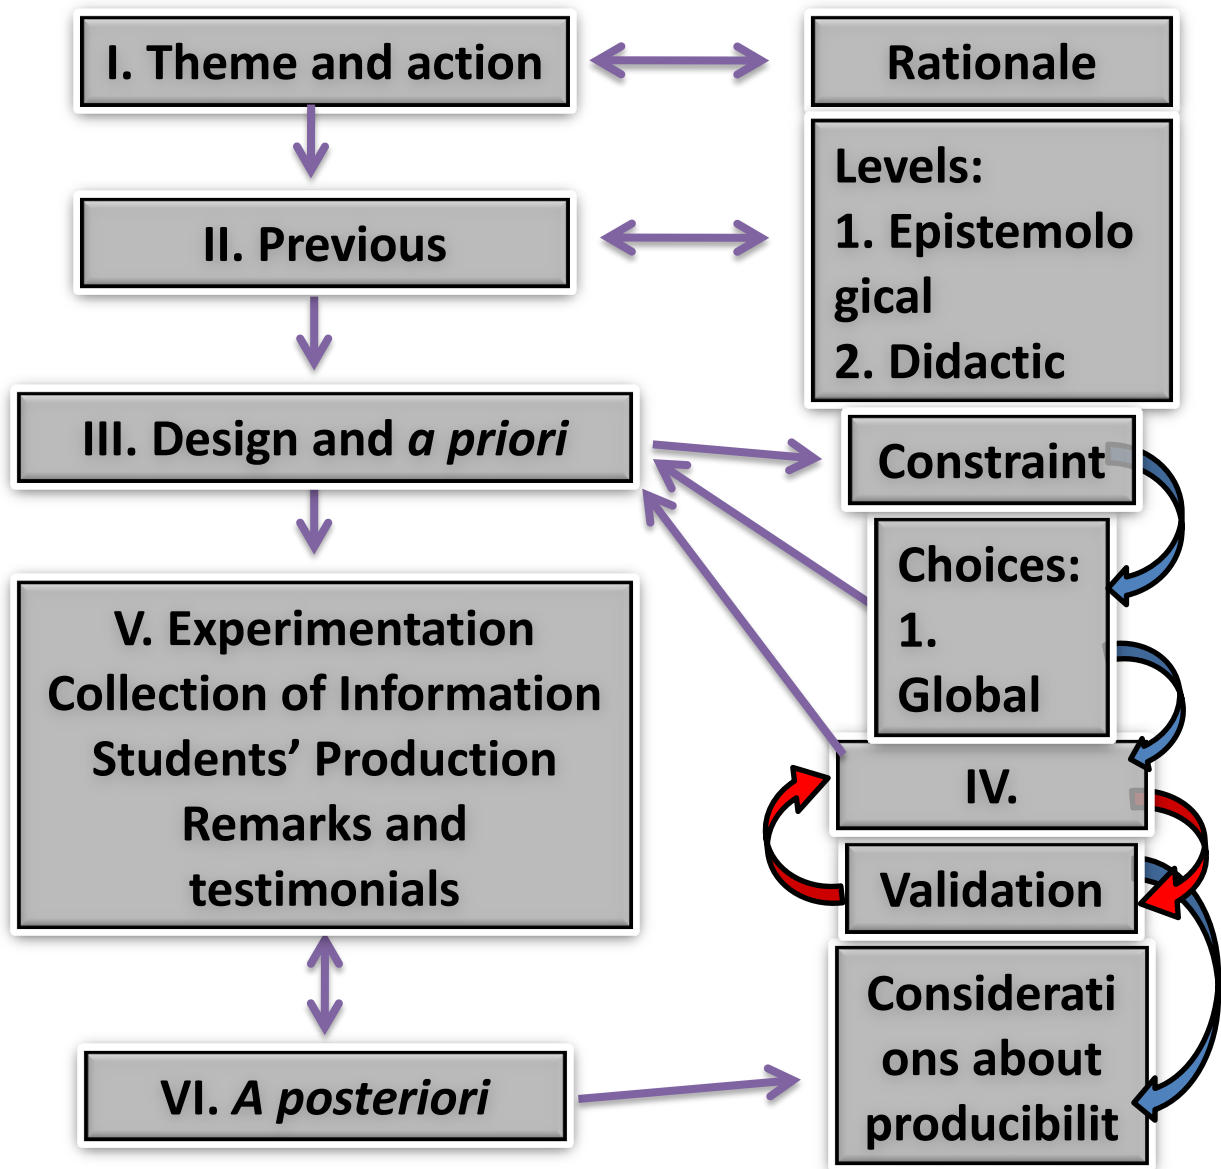 I. Theme and action
Rationale
II. Previous
Levels:
1. Epistemolo
gical
2. Didactic
III. Design and a priori
Constraint
Choices:
1.
Global
V. Experimentation
Collection of Information
Students’ Production
Remarks and
testimonials
IV.
Validation
VI. A posteriori
Considerati
ons about
producibilit